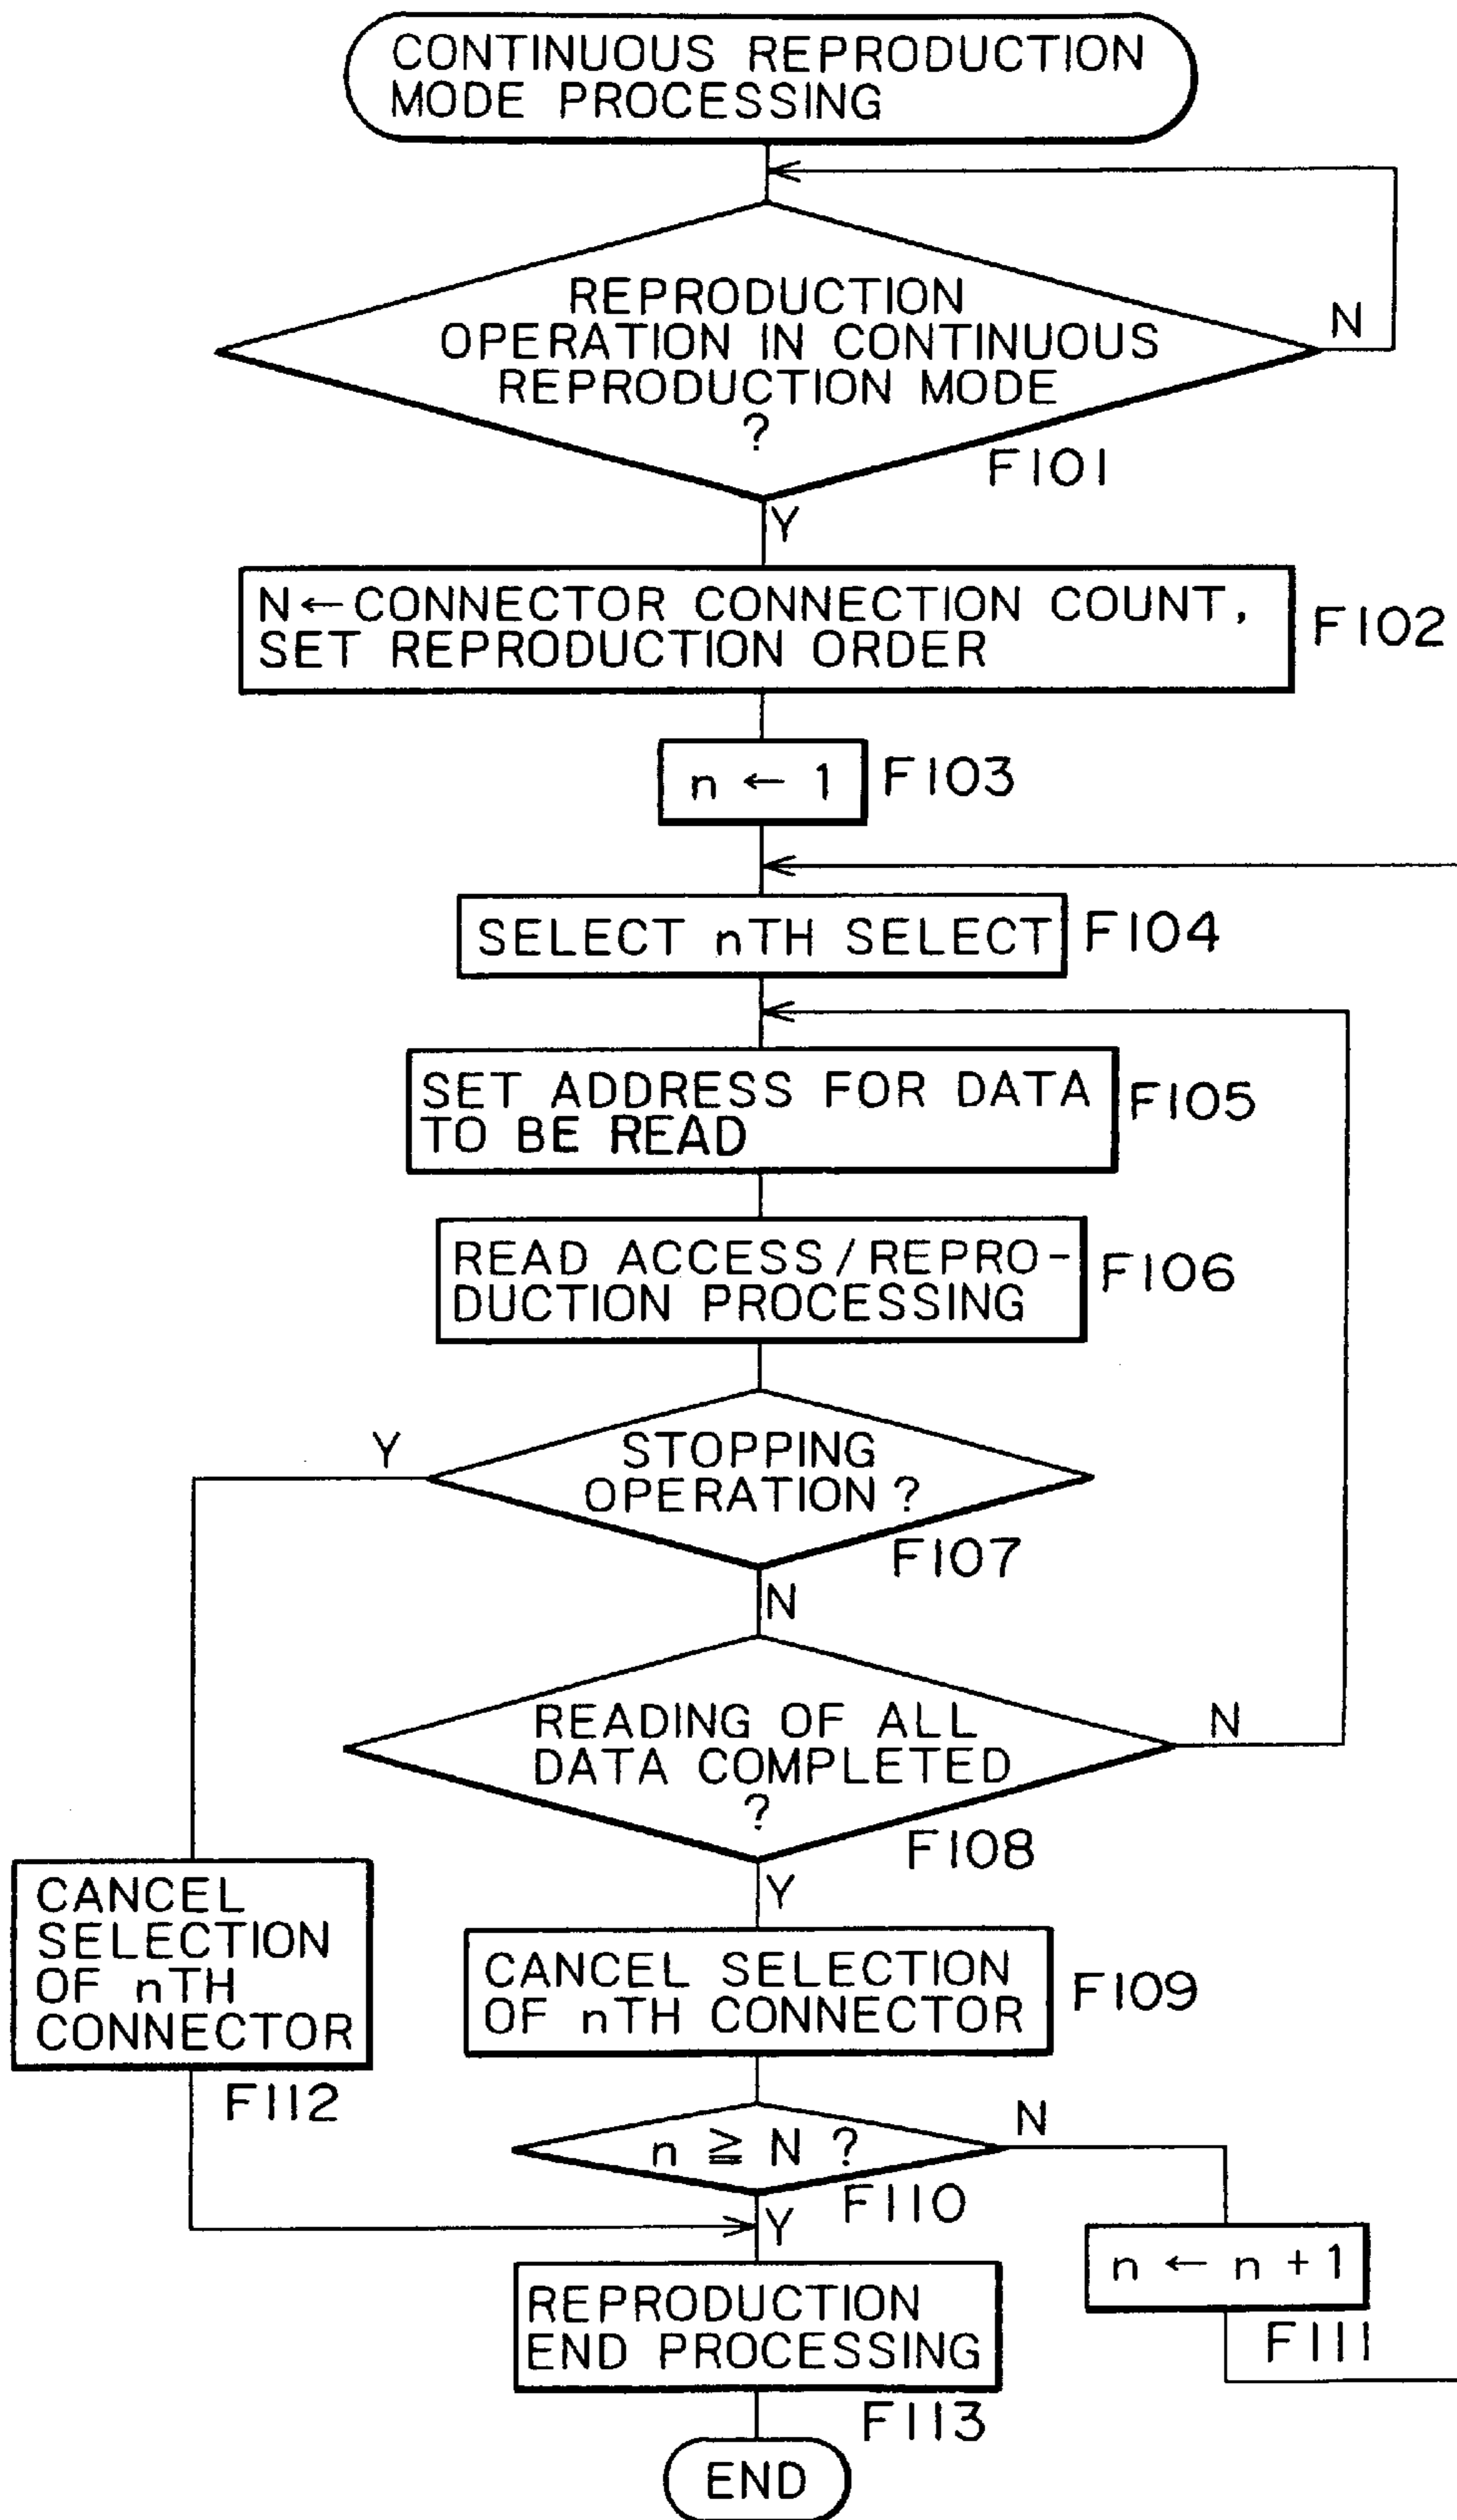 CONTINUOUS REPRODUCTION
MODE PROCESSING
REPRODUCTION
OPERATION IN CONTINUOUS
REPRODUCTION MODE
?
N
F101
Y
N←CONNECTOR CONNECTION COUNT,
SET REPRODUCTION ORDER
F102
n ← 1
F103
SELECT nTH SELECT
F104
SET ADDRESS FOR DATA
TO BE READ
F105
READ ACCESS/REPRO-
DUCTION PROCESSING
F106
Y
STOPPING
OPERATION ?
F107
N
READING OF ALL
DATA COMPLETED
?
N
F108
Y
CANCEL
SELECTION
OF nTH
CONNECTOR
F112
CANCEL SELECTION
OF nTH CONNECTOR
F109
n ≧ N ?
N
F110
Y
n ← n + 1
F111
REPRODUCTION
END PROCESSING
F113
END